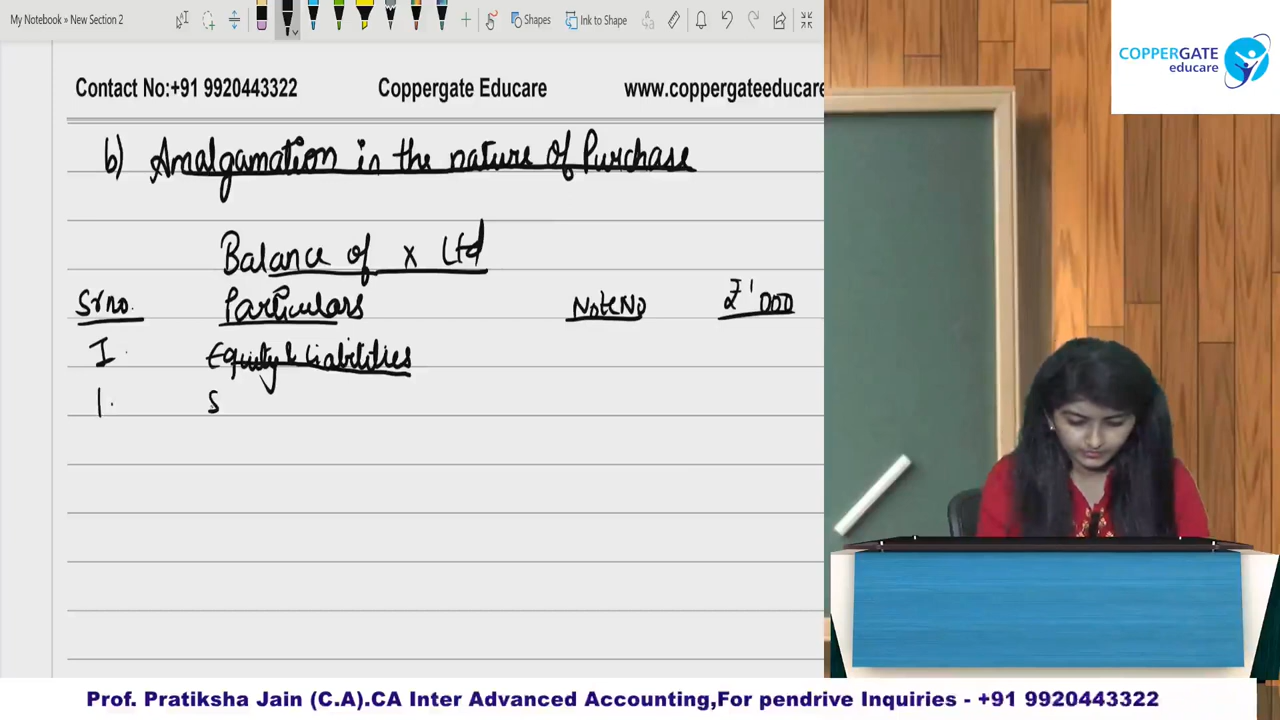 My Notebook » New Section 2
Shapes
Ink to Shape
COPPERGATE
educare
Contact No:+91 9920443322 Coppergate Educare www.coppergateeducare
b) Amalgamation in the nature of Purchase
Balance of X Ltd
Sr no. Particulars Note No ₹'000
I. Equity & Liabilities
1. S
Prof. Pratiksha Jain (C.A).CA Inter Advanced Accounting,For pendrive Inquiries - +91 9920443322